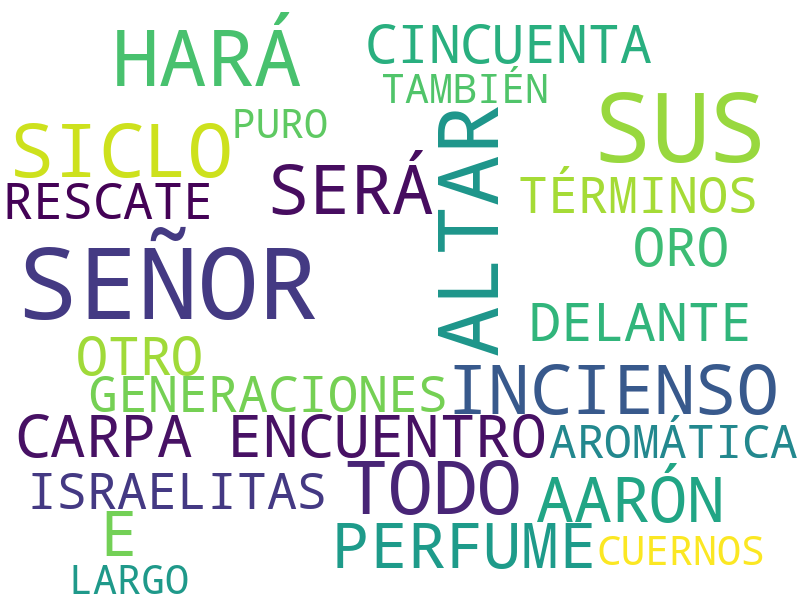 HARÁ
CINCUENTA
TAMBIÉN
SUS
PURO
SICLO
ALTAR
SERÁ
TÉRMINOS
RESCATE
SEÑOR
ORO
DELANTE
OTRO
INCIENSO
GENERACIONES
CARPA ENCUENTRO
AROMÁTICA
TODO
ISRAELITAS
AARÓN
E
PERFUME
CUERNOS
LARGO